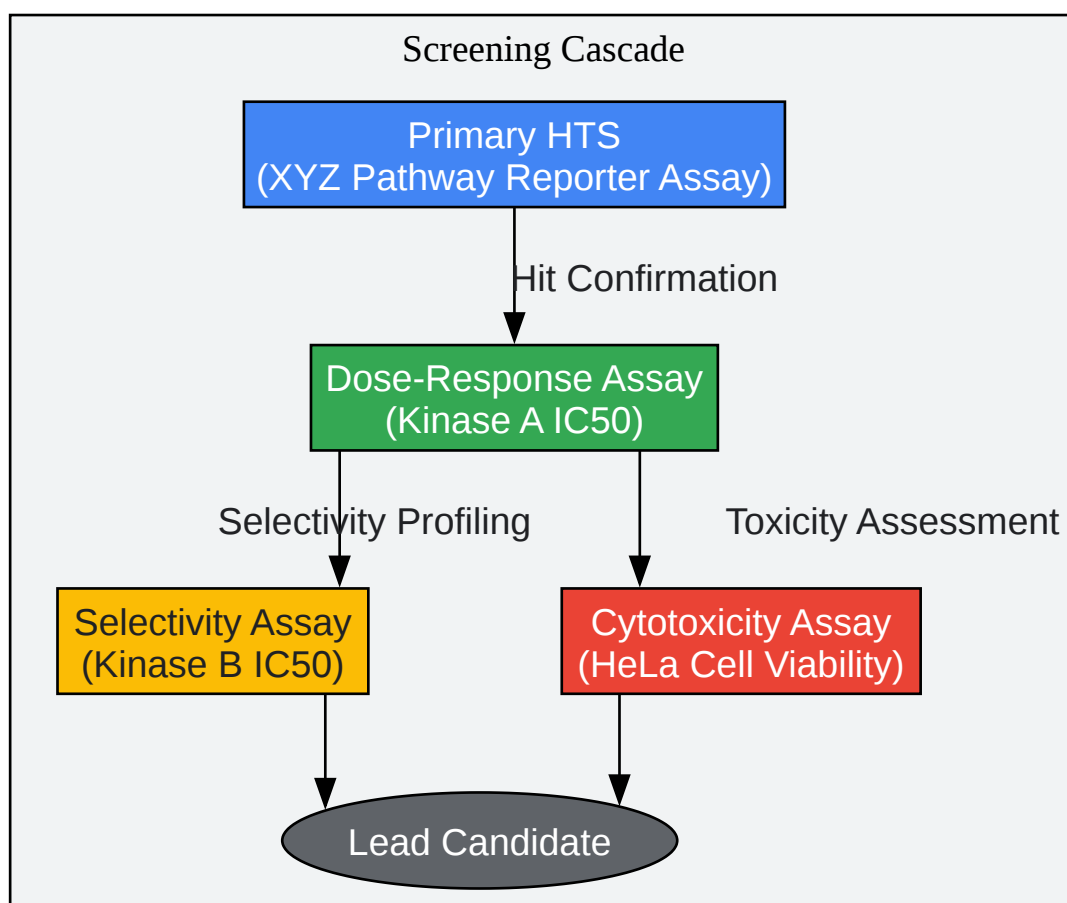 Screening Cascade
Primary HTS
(XYZ Pathway Reporter Assay)
Hit Confirmation
Dose-Response Assay
(Kinase A IC50)
Selectivity Profiling
Toxicity Assessment
Selectivity Assay
(Kinase B IC50)
Cytotoxicity Assay
(HeLa Cell Viability)
Lead Candidate